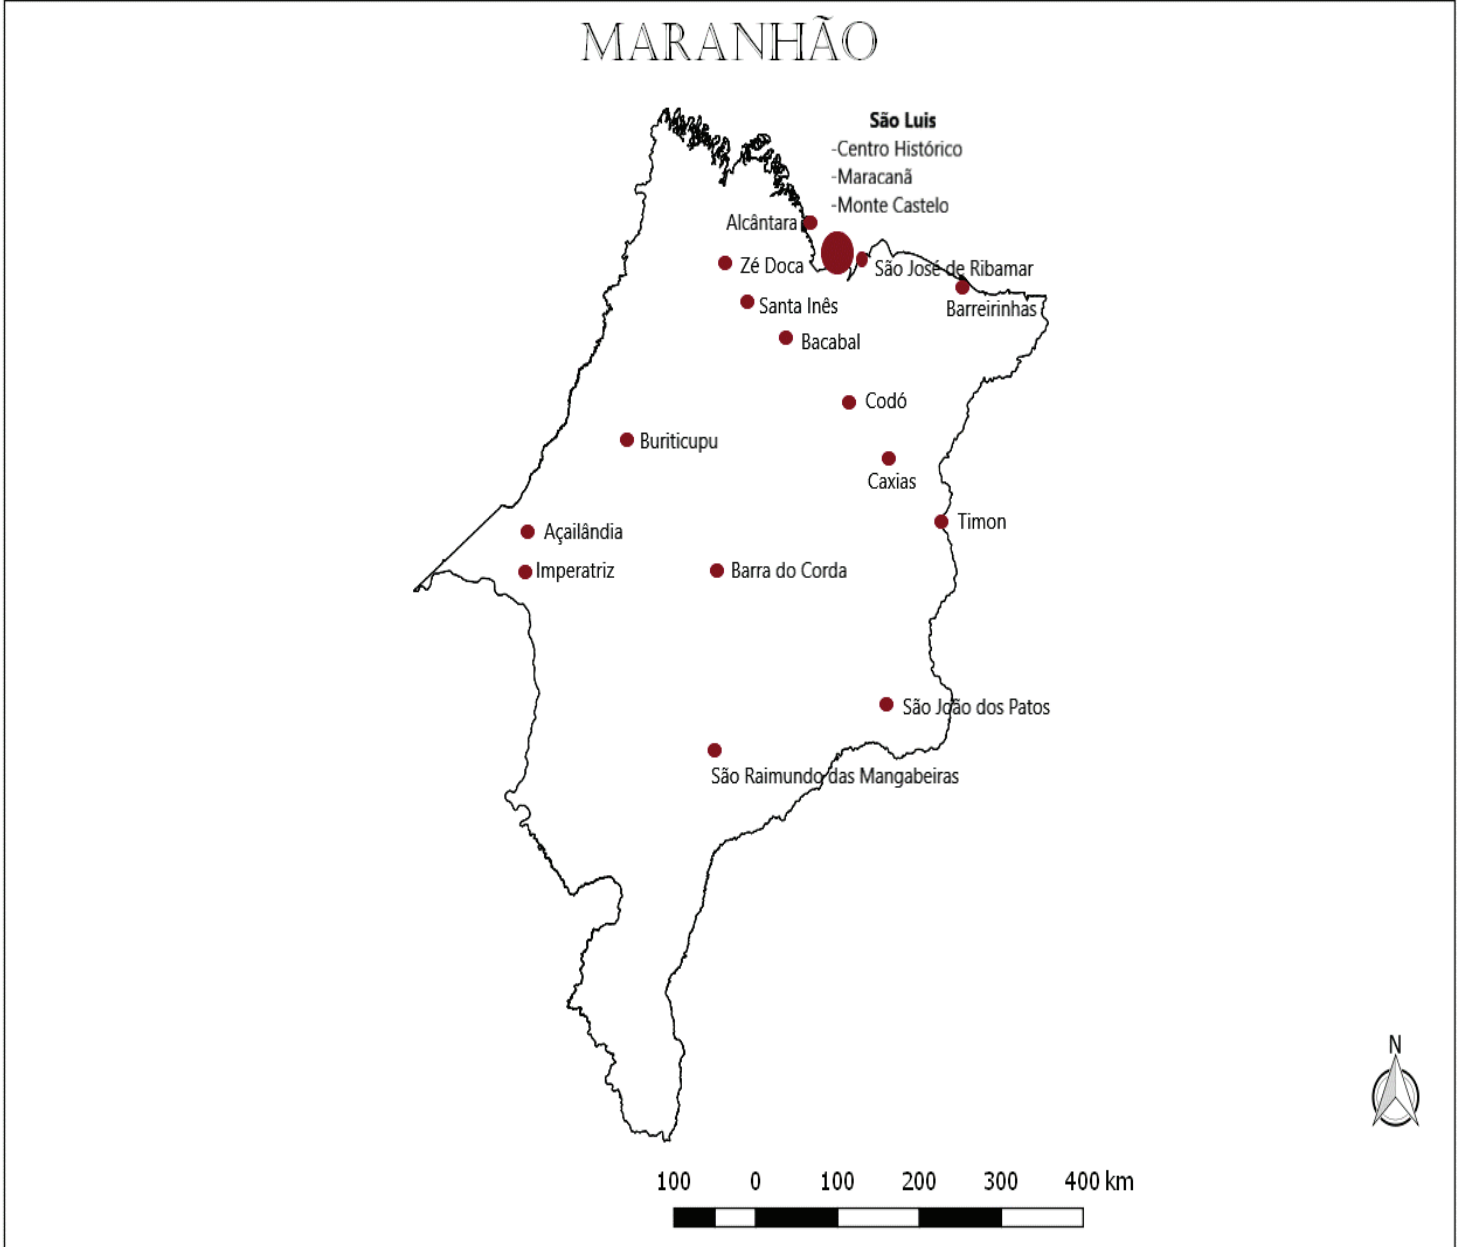 MARANHÃO
São Luis
-Centro Histórico
-Maracanã
-Monte Castelo
Alcântara
Zé Doca
São José de Ribamar
Santa Inês
Barreirinhas
Bacabal
Codó
Buriticupu
Caxias
Timon
Açailândia
Imperatriz
Barra do Corda
São João dos Patos
São Raimundo das Mangabeiras
N
100 0 100 200 300 400 km